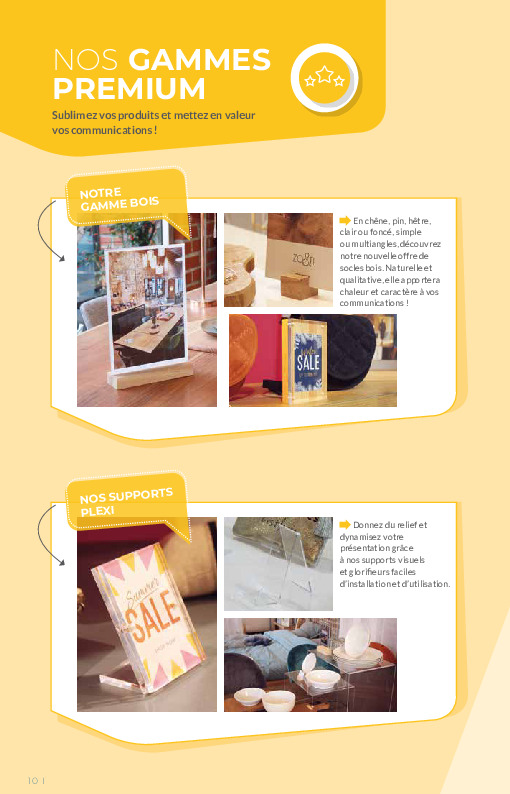 NOS GAMMES
PREMIUM
Sublimez vos produits et mettez en valeur
vos communications !
NOTRE
GAMME BOIS
En chêne, pin, hêtre,
clair ou foncé, simple
ou multiangles, découvrez
notre nouvelle offre de
socles bois. Naturelle et
qualitative, elle apportera
chaleur et caractère à vos
communications !
SALE
NOS SUPPORTS
PLEXI
Donnez du relief et
dynamisez votre
présentation grâce
à nos supports visuels
et glorifieurs faciles
d'installation et d'utilisation.
Summer
SALE
10 I